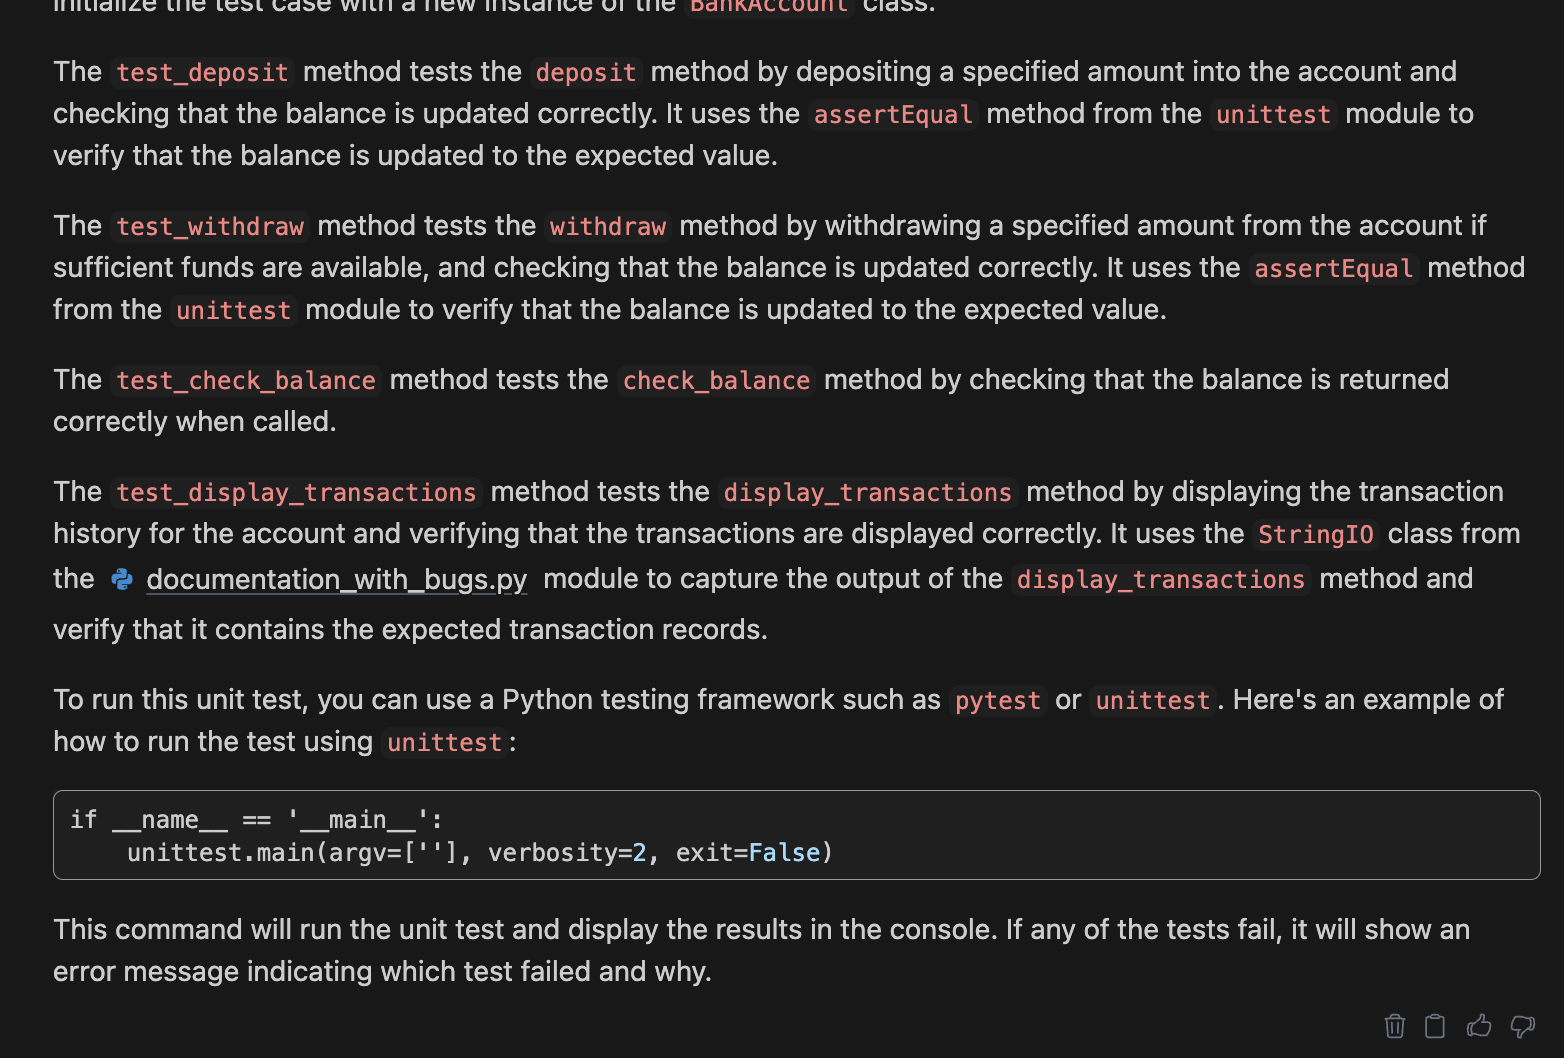 initialize the test case with a new instance of the BankAccount class.
The test_deposit method tests the deposit method by depositing a specified amount into the account and
checking that the balance is updated correctly. It uses the assertEqual method from the unittest module to
verify that the balance is updated to the expected value.
The test_withdraw method tests the withdraw method by withdrawing a specified amount from the account if
sufficient funds are available, and checking that the balance is updated correctly. It uses the assertEqual method
from the unittest module to verify that the balance is updated to the expected value.
The test_check_balance method tests the check_balance method by checking that the balance is returned
correctly when called.
The test_display_transactions method tests the display_transactions method by displaying the transaction
history for the account and verifying that the transactions are displayed correctly. It uses the StringIO class from
the documentation_with_bugs.py module to capture the output of the display_transactions method and
verify that it contains the expected transaction records.
To run this unit test, you can use a Python testing framework such as pytest or unittest. Here's an example of
how to run the test using unittest:
if __name__ == '__main__':
    unittest.main(argv=[''], verbosity=2, exit=False)
This command will run the unit test and display the results in the console. If any of the tests fail, it will show an
error message indicating which test failed and why.